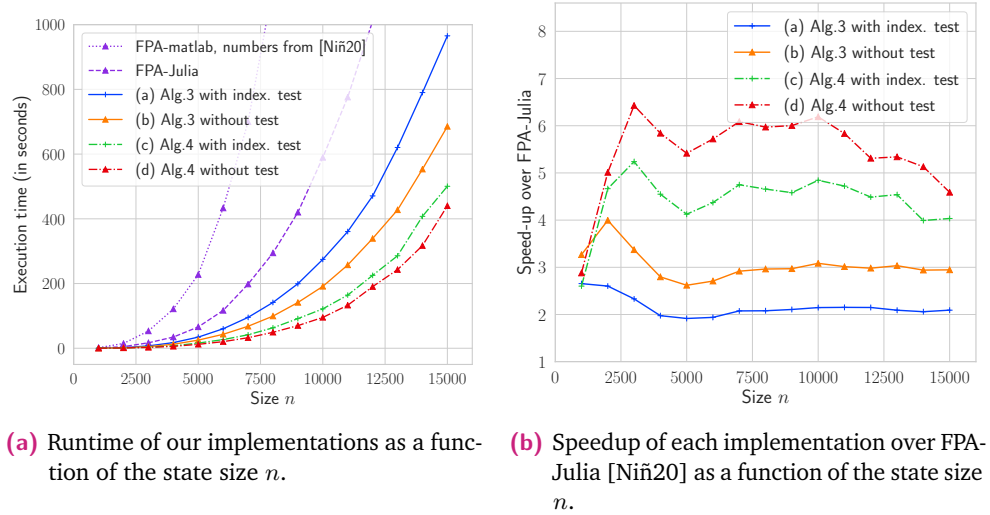 1000
800
600
400
200
0
Execution time (in seconds)
FPA-matlab, numbers from [Niñ20]
FPA-Julia
(a) Alg.3 with index. test
(b) Alg.3 without test
(c) Alg.4 with index. test
(d) Alg.4 without test
0 2500 5000 7500 10000 12500 15000
Size n
(a) Runtime of our implementations as a func-
tion of the state size n.
8
7
6
5
4
3
2
1
Speed-up over FPA-Julia
(a) Alg.3 with index. test
(b) Alg.3 without test
(c) Alg.4 with index. test
(d) Alg.4 without test
0 2500 5000 7500 10000 12500 15000
Size n
(b) Speedup of each implementation over FPA-
Julia [Niñ20] as a function of the state size
n.